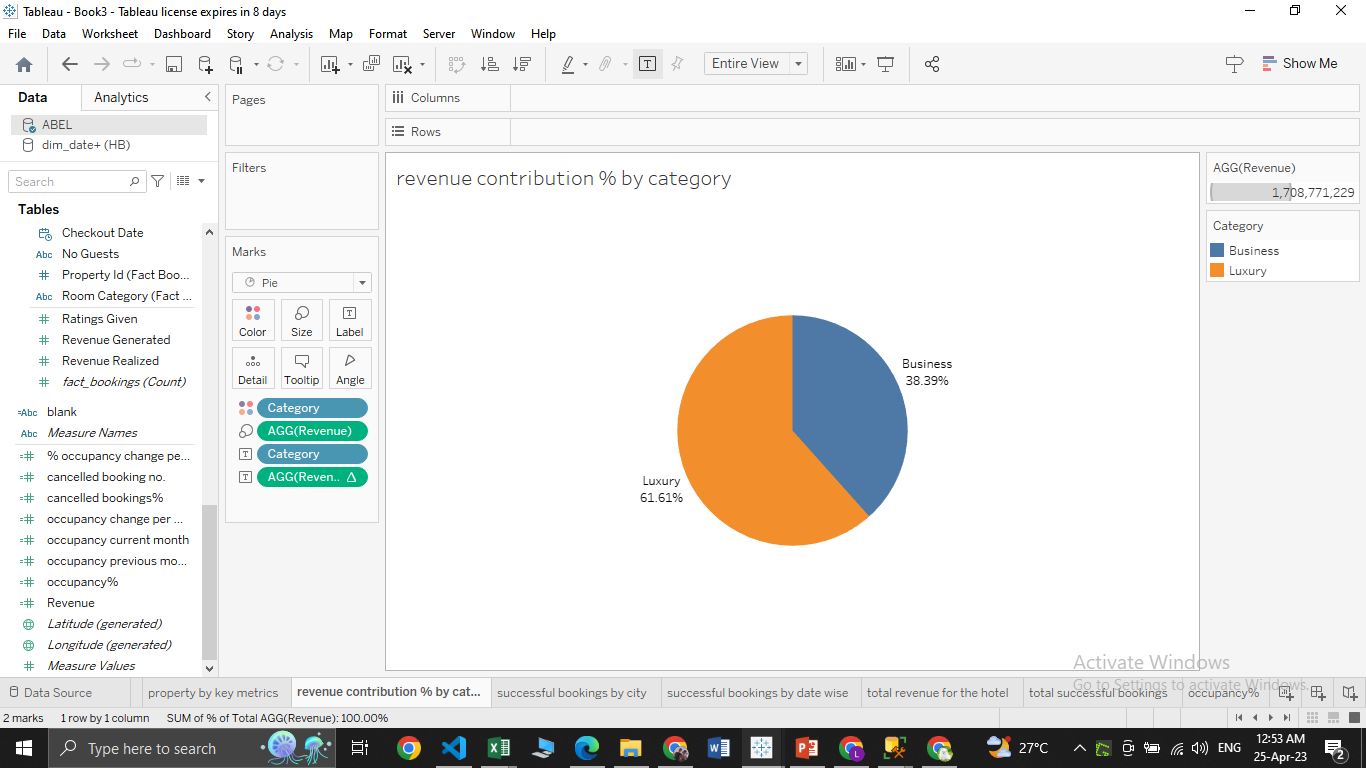 Tableau - Book3 - Tableau license expires in 8 days
File Data Worksheet Dashboard Story Analysis Map Format Server Window Help
Entire View
Show Me
Data Analytics
ABEL
dim_date+ (HB)
Search
Tables
Checkout Date
Abc No Guests
Property Id (Fact Boo...
Abc Room Category (Fact ...
Ratings Given
Revenue Generated
Revenue Realized
fact_bookings (Count)
=Abc blank
Abc Measure Names
% occupancy change pe...
cancelled booking no.
cancelled bookings%
occupancy change per ...
occupancy current month
occupancy previous mo...
occupancy%
Revenue
Latitude (generated)
Longitude (generated)
Measure Values
Pages
Filters
Marks
Pie
Color Size Label
Detail Tooltip Angle
Category
AGG(Revenue)
Category
AGG(Reven..
Columns
Rows
revenue contribution % by category
Business
38.39%
Luxury
61.61%
AGG(Revenue)
1,708,771,229
Category
Business
Luxury
Activate Windows
Go to Settings to activate Windows.
Data Source property by key metrics revenue contribution % by cat... successful bookings by city successful bookings by date wise total revenue for the hotel total successful bookings occupancy%
2 marks 1 row by 1 column SUM of % of Total AGG(Revenue): 100.00%
Type here to search
27°C
ENG
12:53 AM
25-Apr-23
2